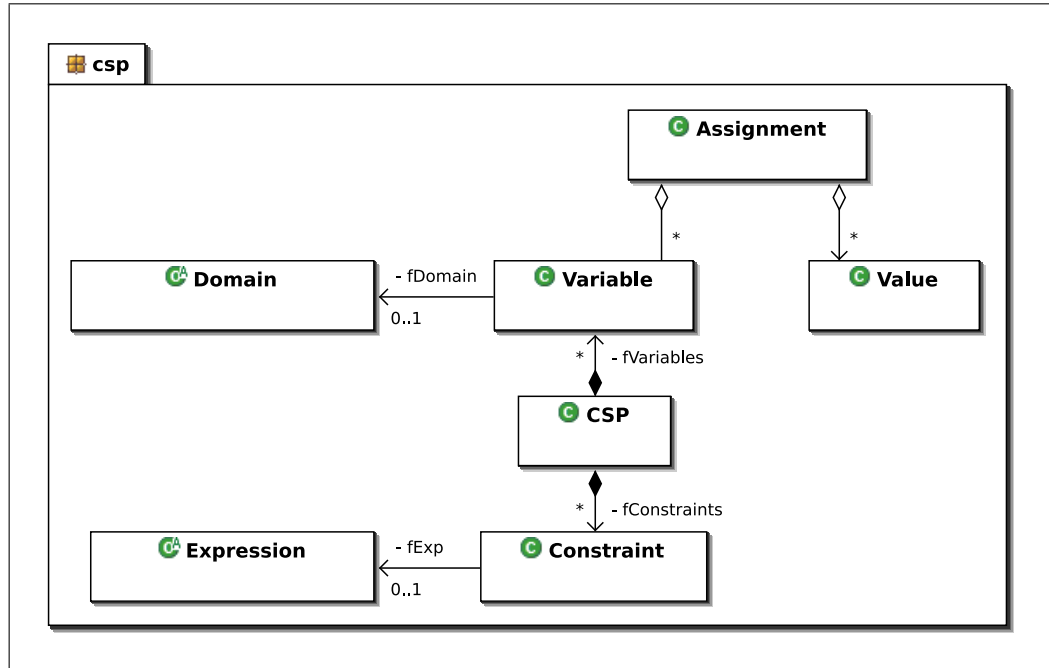 csp
Assignment
*
*
- fDomain
0..1
Domain
Variable
Value
*
- fVariables
CSP
*
- fConstraints
- fExp
0..1
Expression
Constraint